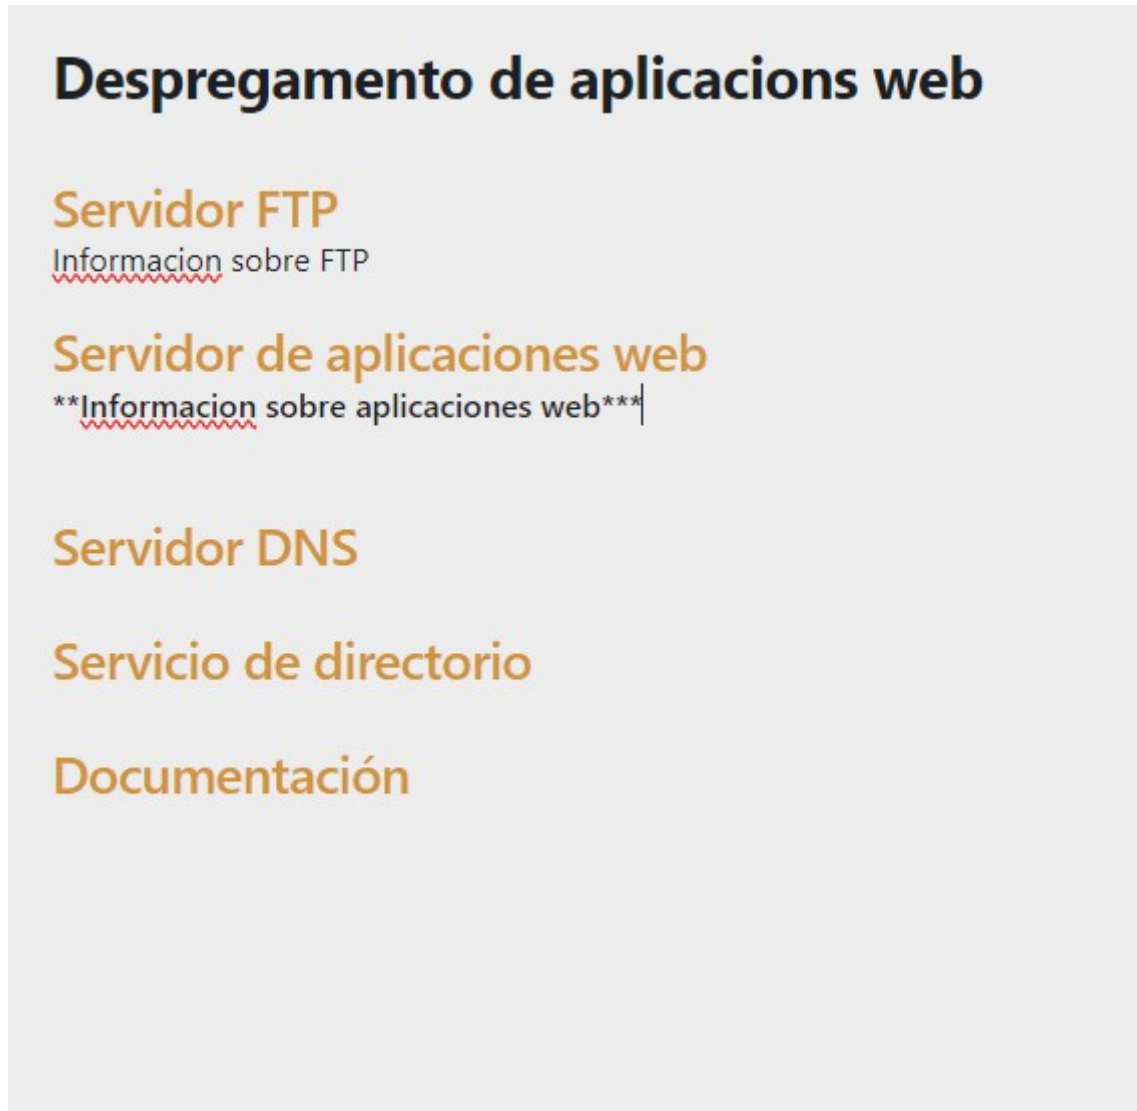 Despregamento de aplicacions web
Servidor FTP
Informacion sobre FTP
Servidor de aplicaciones web
**Informacion sobre aplicaciones web***
Servidor DNS
Servicio de directorio
Documentación